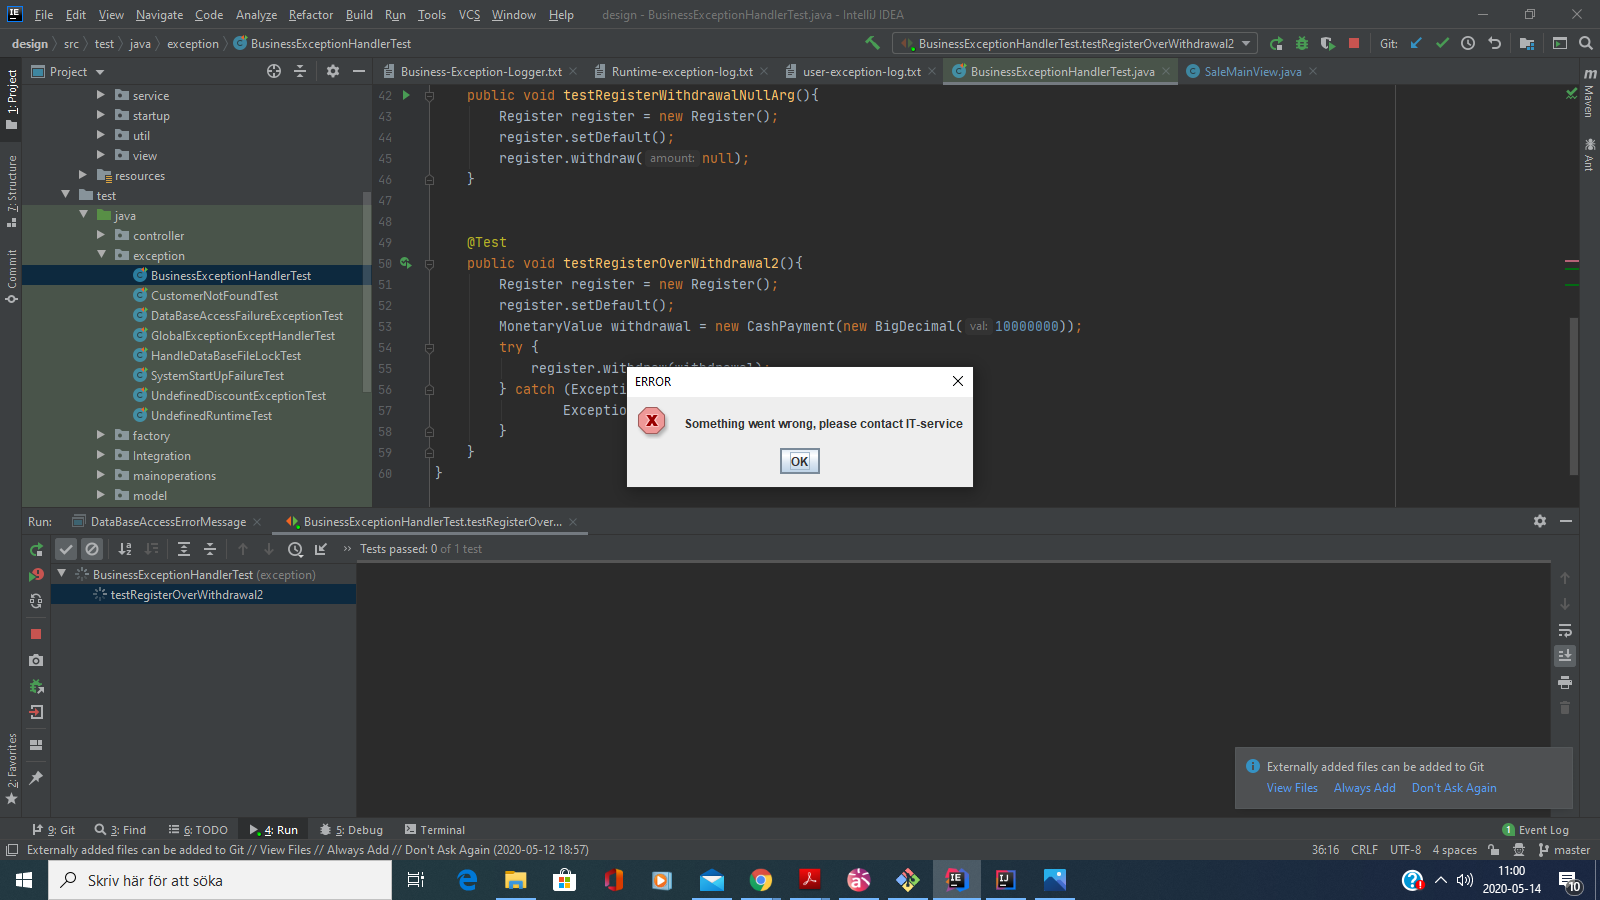 File Edit View Navigate Code Analyze Refactor Build Run Tools VCS Window Help design - BusinessExceptionHandlerTest.java - IntelliJ IDEA
design src test java exception BusinessExceptionHandlerTest
BusinessExceptionHandlerTest.testRegisterOverWithdrawal2 Git:
1: Project
7: Structure
Commit
2: Favorites
Project
service
startup
util
view
resources
test
java
controller
exception
BusinessExceptionHandlerTest
CustomerNotFoundTest
DataBaseAccessFailureExceptionTest
GlobalExceptionExceptHandlerTest
HandleDataBaseFileLockTest
SystemStartUpFailureTest
UndefinedDiscountExceptionTest
UndefinedRuntimeTest
factory
Integration
mainoperations
model
Business-Exception-Logger.txt Runtime-exception-log.txt user-exception-log.txt BusinessExceptionHandlerTest.java SaleMainView.java
42 public void testRegisterWithdrawalNullArg(){
43 Register register = new Register();
44 register.setDefault();
45 register.withdraw( amount: null);
46 }
47
48
49 @Test
50 public void testRegisterOverWithdrawal2(){
51 Register register = new Register();
52 register.setDefault();
53 MonetaryValue withdrawal = new CashPayment(new BigDecimal( val: 10000000));
54 try {
55 register.withdraw(withdrawal);
56 } catch (Excepti
57 Exceptio
58 }
59 }
60 }
Maven
Ant
ERROR
Something went wrong, please contact IT-service
OK
Run: DataBaseAccessErrorMessage BusinessExceptionHandlerTest.testRegisterOver...
Tests passed: 0 of 1 test
BusinessExceptionHandlerTest (exception)
testRegisterOverWithdrawal2
Externally added files can be added to Git
View Files Always Add Don't Ask Again
9: Git 3: Find 6: TODO 4: Run 5: Debug Terminal 1 Event Log
Externally added files can be added to Git // View Files // Always Add // Don't Ask Again (2020-05-12 18:57) 36:16 CRLF UTF-8 4 spaces master
Skriv här för att söka
11:00
2020-05-14
10